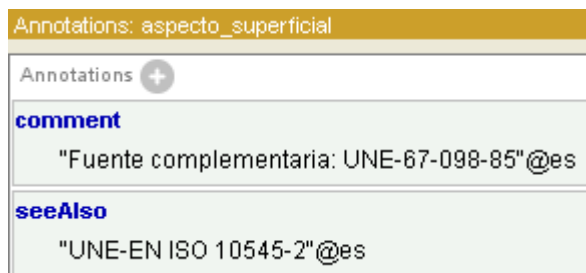 Annotations: aspecto_superficial
Annotations
comment
"Fuente complementaria: UNE-67-098-85"@es
seeAlso
"UNE-EN ISO 10545-2"@es